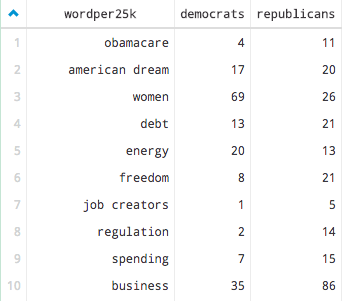 wordper25k democrats republicans
1 obamacare 4 11
2 american dream 17 20
3 women 69 26
4 debt 13 21
5 energy 20 13
6 freedom 8 21
7 job creators 1 5
8 regulation 2 14
9 spending 7 15
10 business 35 86